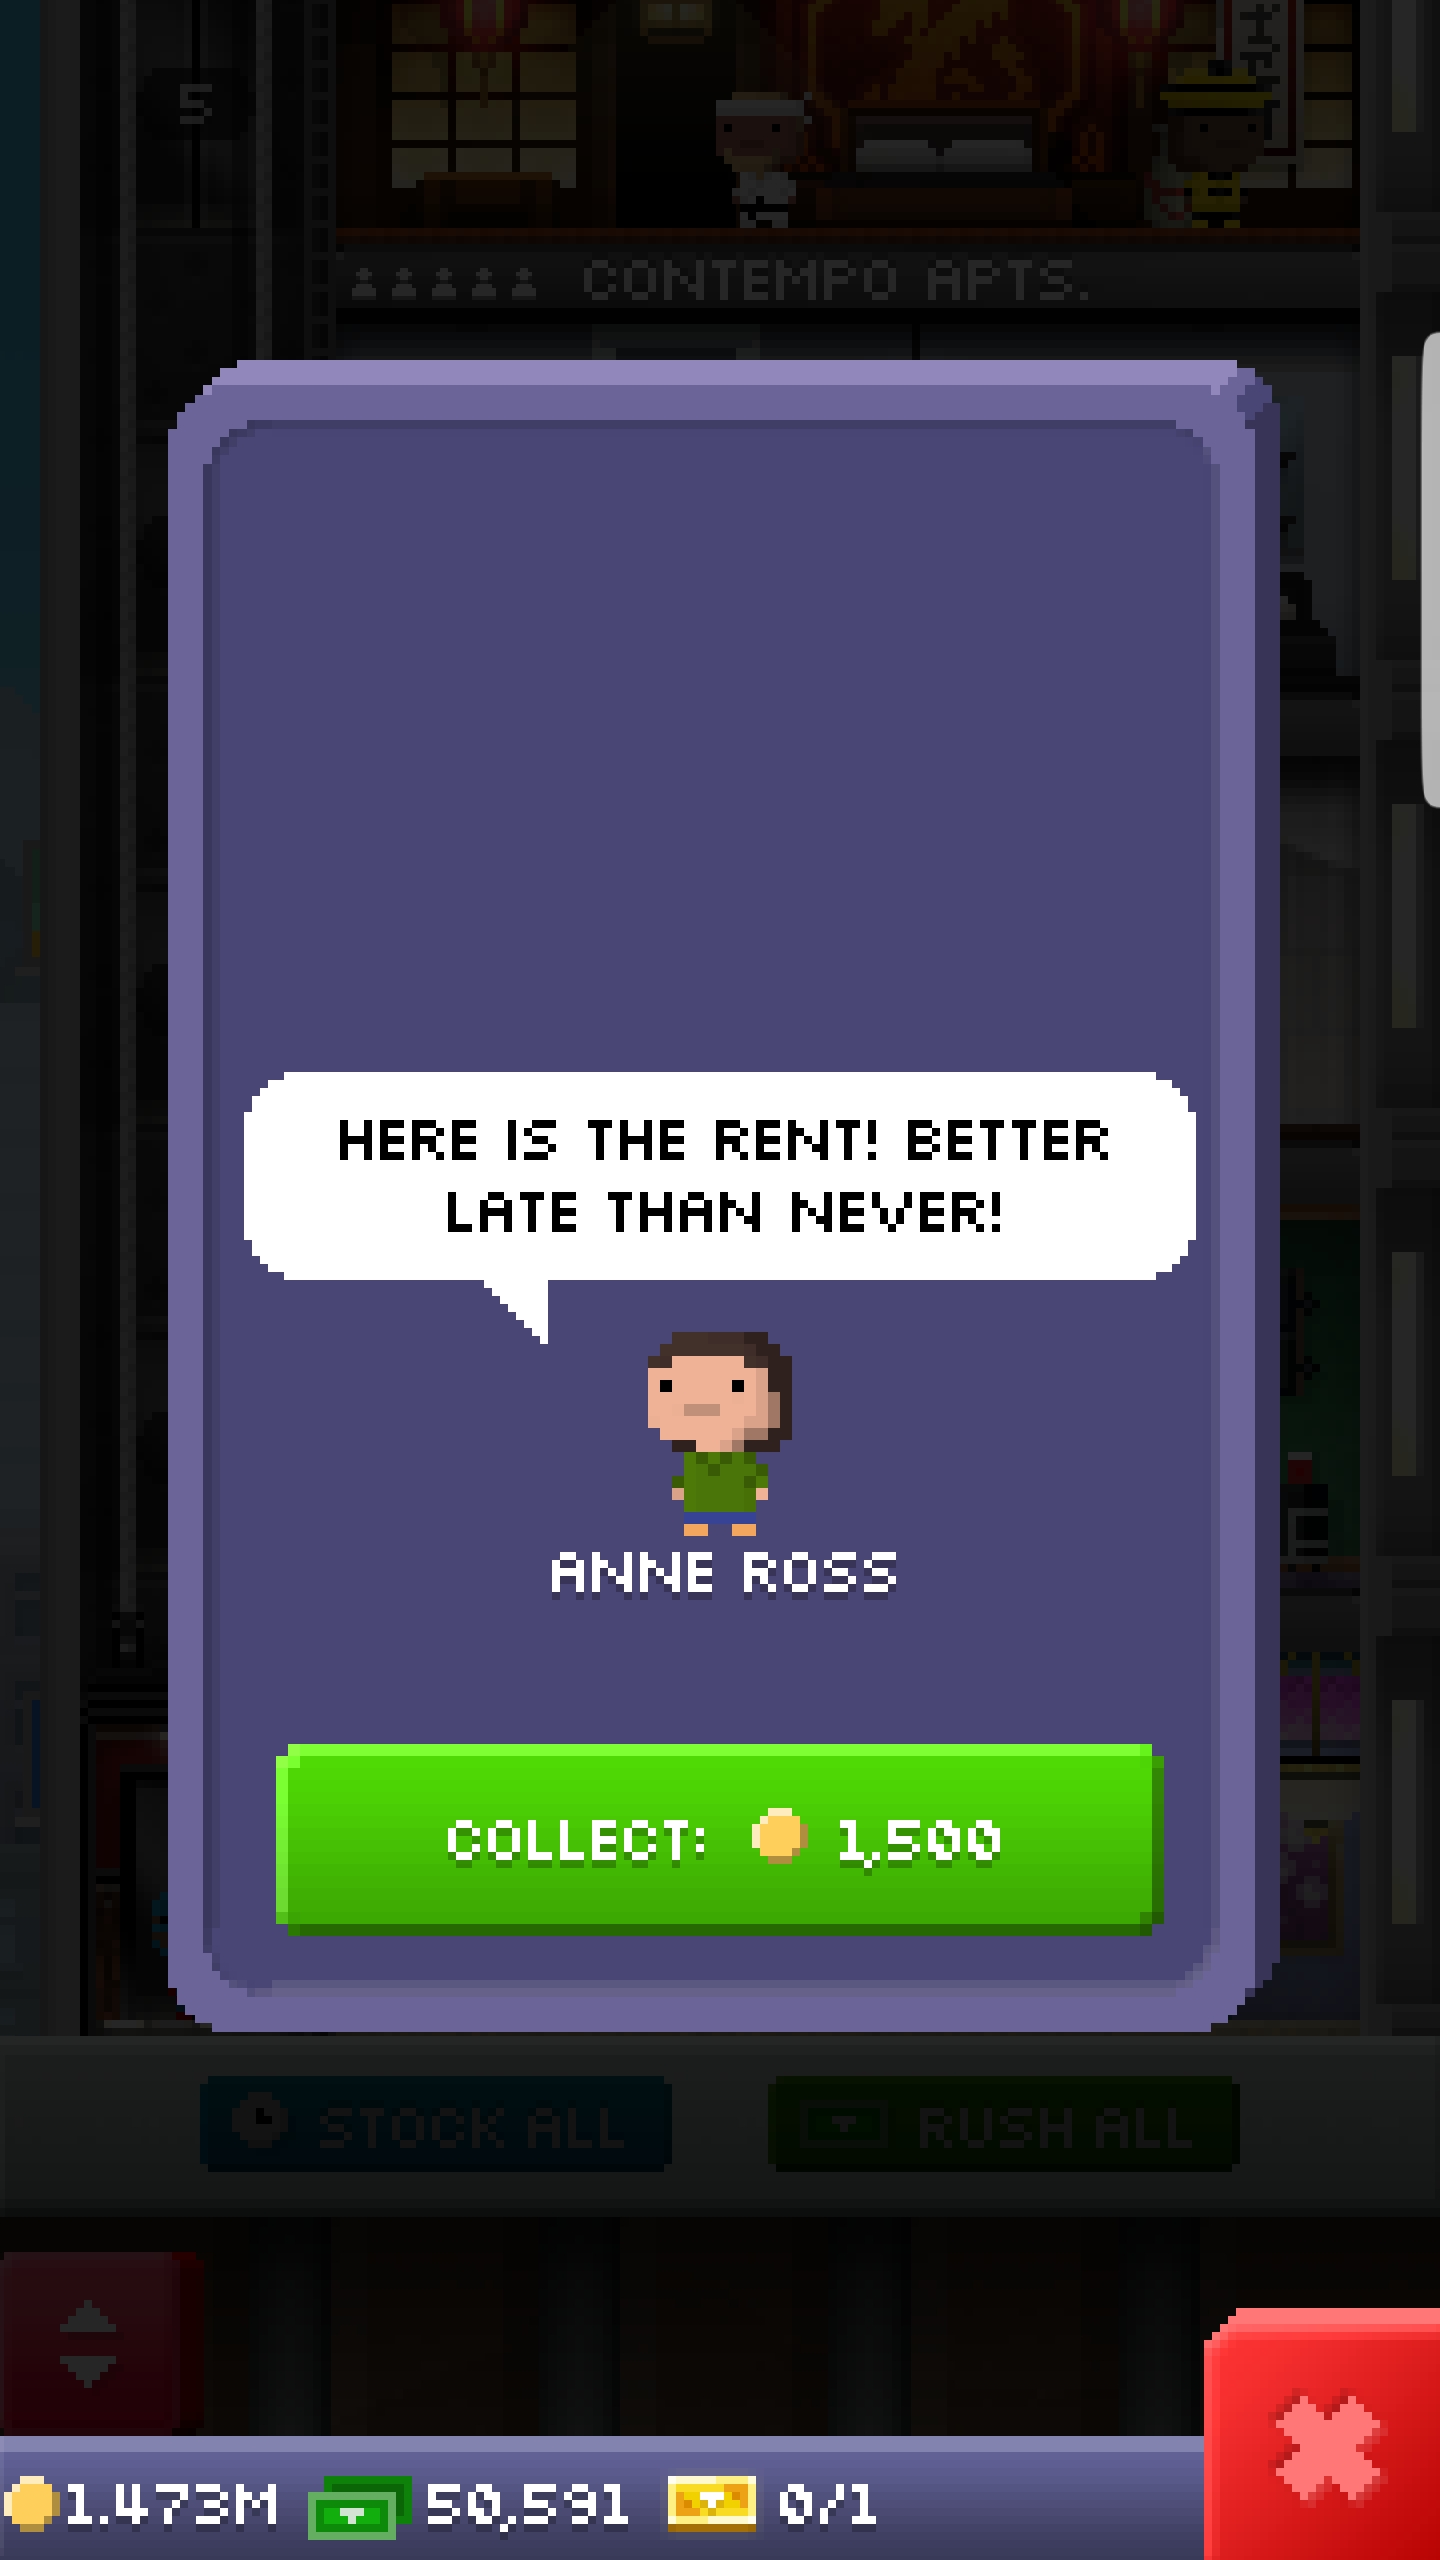 5
CONTEMPO APTS.
HERE IS THE RENT! BETTER
LATE THAN NEVER!
ANNE ROSS
COLLECT: 1,500
STOCK ALL
RUSH ALL
1.473M 50,591 0/1